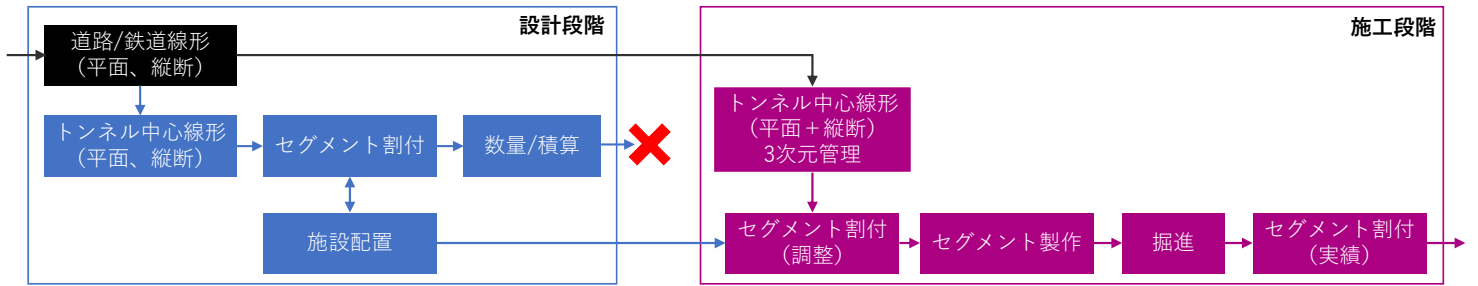 設計段階
道路/鉄道線形
（平面、縦断）
トンネル中心線形
（平面、縦断）
セグメント割付
数量/積算
施設配置
施工段階
トンネル中心線形
（平面＋縦断）
3次元管理
セグメント割付
（調整）
セグメント製作
掘進
セグメント割付
（実績）